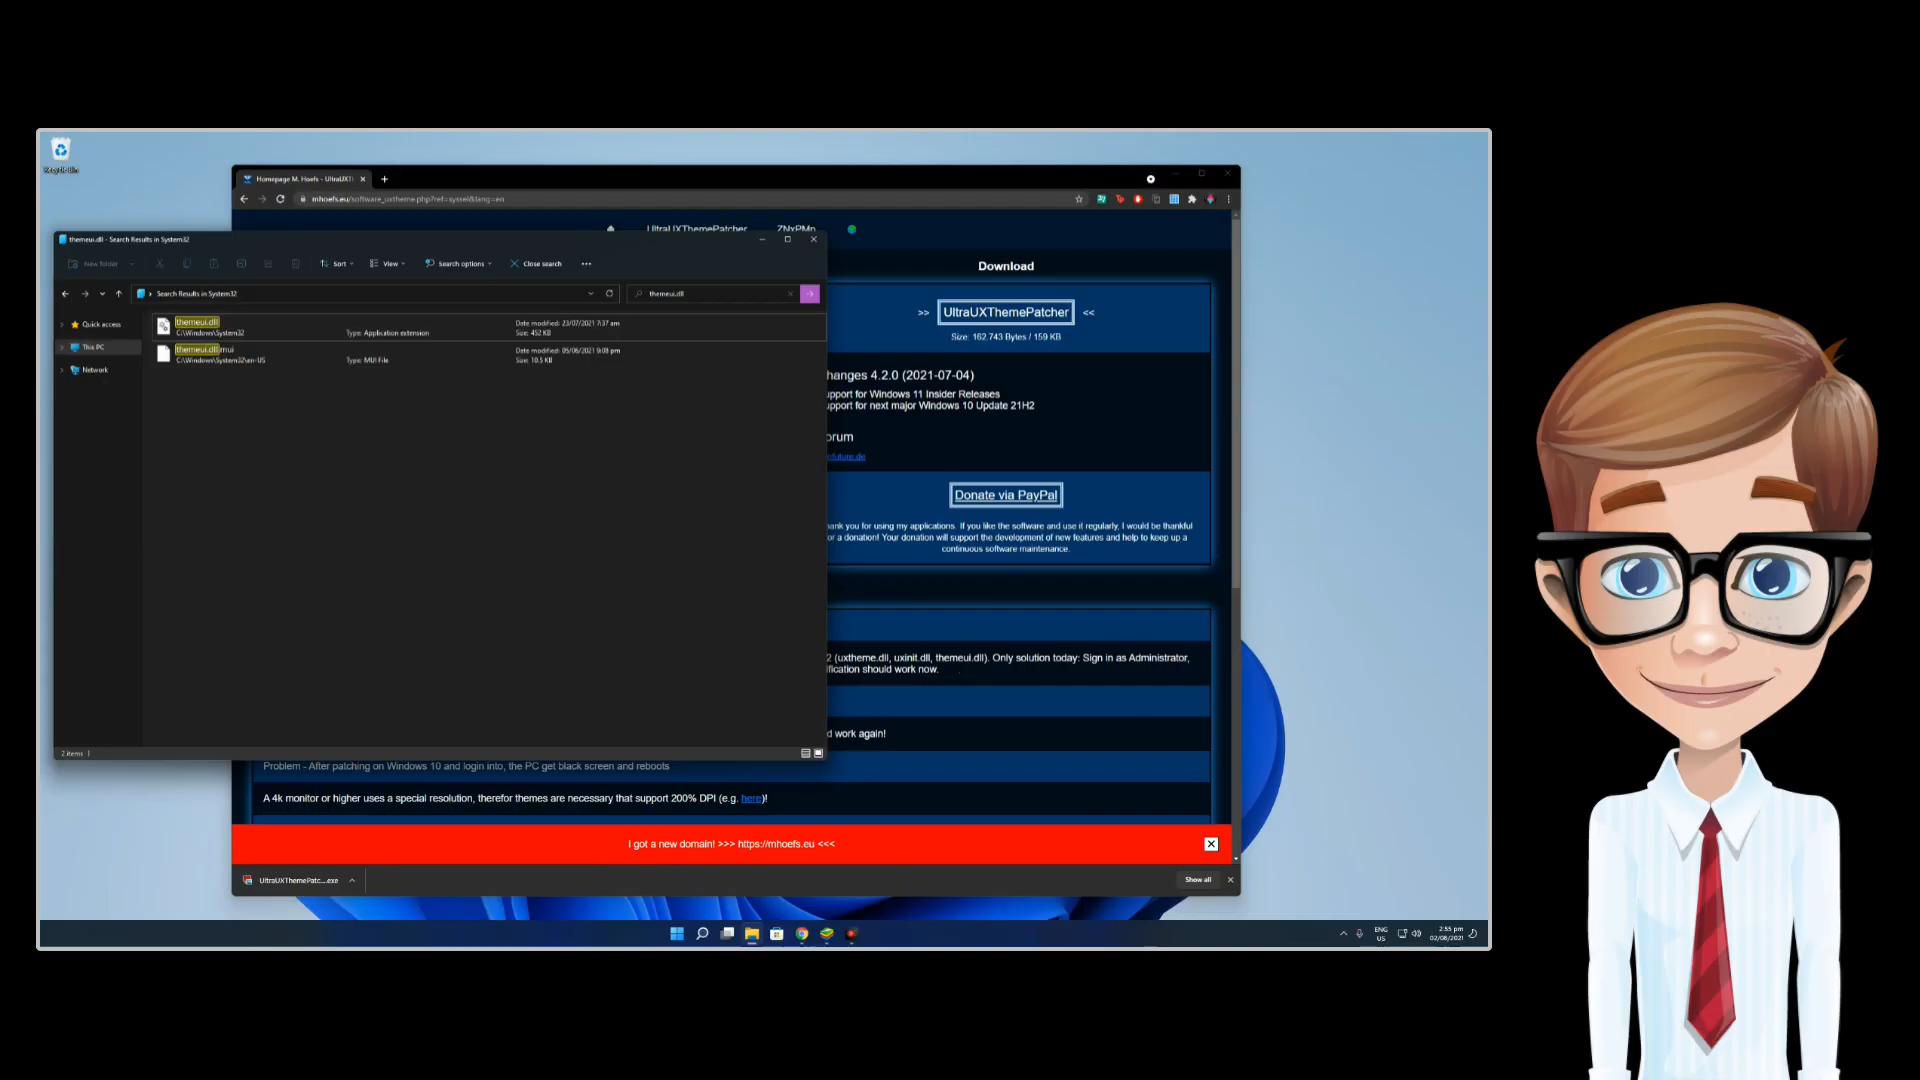 Recycle Bin
Homepage M. Hoefs - UltraUXT
mhoefs.eu/software_uxtheme.php?ref=syssel&lang=en
UltraUXThemePatcher
themeui.dll - Search Results in System32
New folder
Sort
View
Search options
Close search
Search Results in System32
themeui.dll
Quick access
This PC
Network
themeui.dll
C:\Windows\System32
Type: Application extension
Date modified: 23/07/2021 7:37 am
Size: 452 KB
themeui.dll.mui
C:\Windows\System32\en-US
Type: MUI File
Date modified: 05/06/2021 9:08 pm
Size: 10.5 KB
2 items
Download
>> UltraUXThemePatcher <<
Size: 162.743 Bytes / 159 KB
hanges 4.2.0 (2021-07-04)
upport for Windows 11 Insider Releases
upport for next major Windows 10 Update 21H2
orum
nfuture.de
Donate via PayPal
ank you for using my applications. If you like the software and use it regularly, I would be thankful
or a donation! Your donation will support the development of new features and help to keep up a
continuous software maintenance.
2 (uxtheme.dll, uxinit.dll, themeui.dll). Only solution today: Sign in as Administrator,
ification should work now.
d work again!
Problem - After patching on Windows 10 and login into, the PC get black screen and reboots
A 4k monitor or higher uses a special resolution, therefor themes are necessary that support 200% DPI (e.g. here)!
I got a new domain! >>> https://mhoefs.eu <<<
UltraUXThemePatc....exe
Show all
ENG
US
2:55 pm
02/08/2021